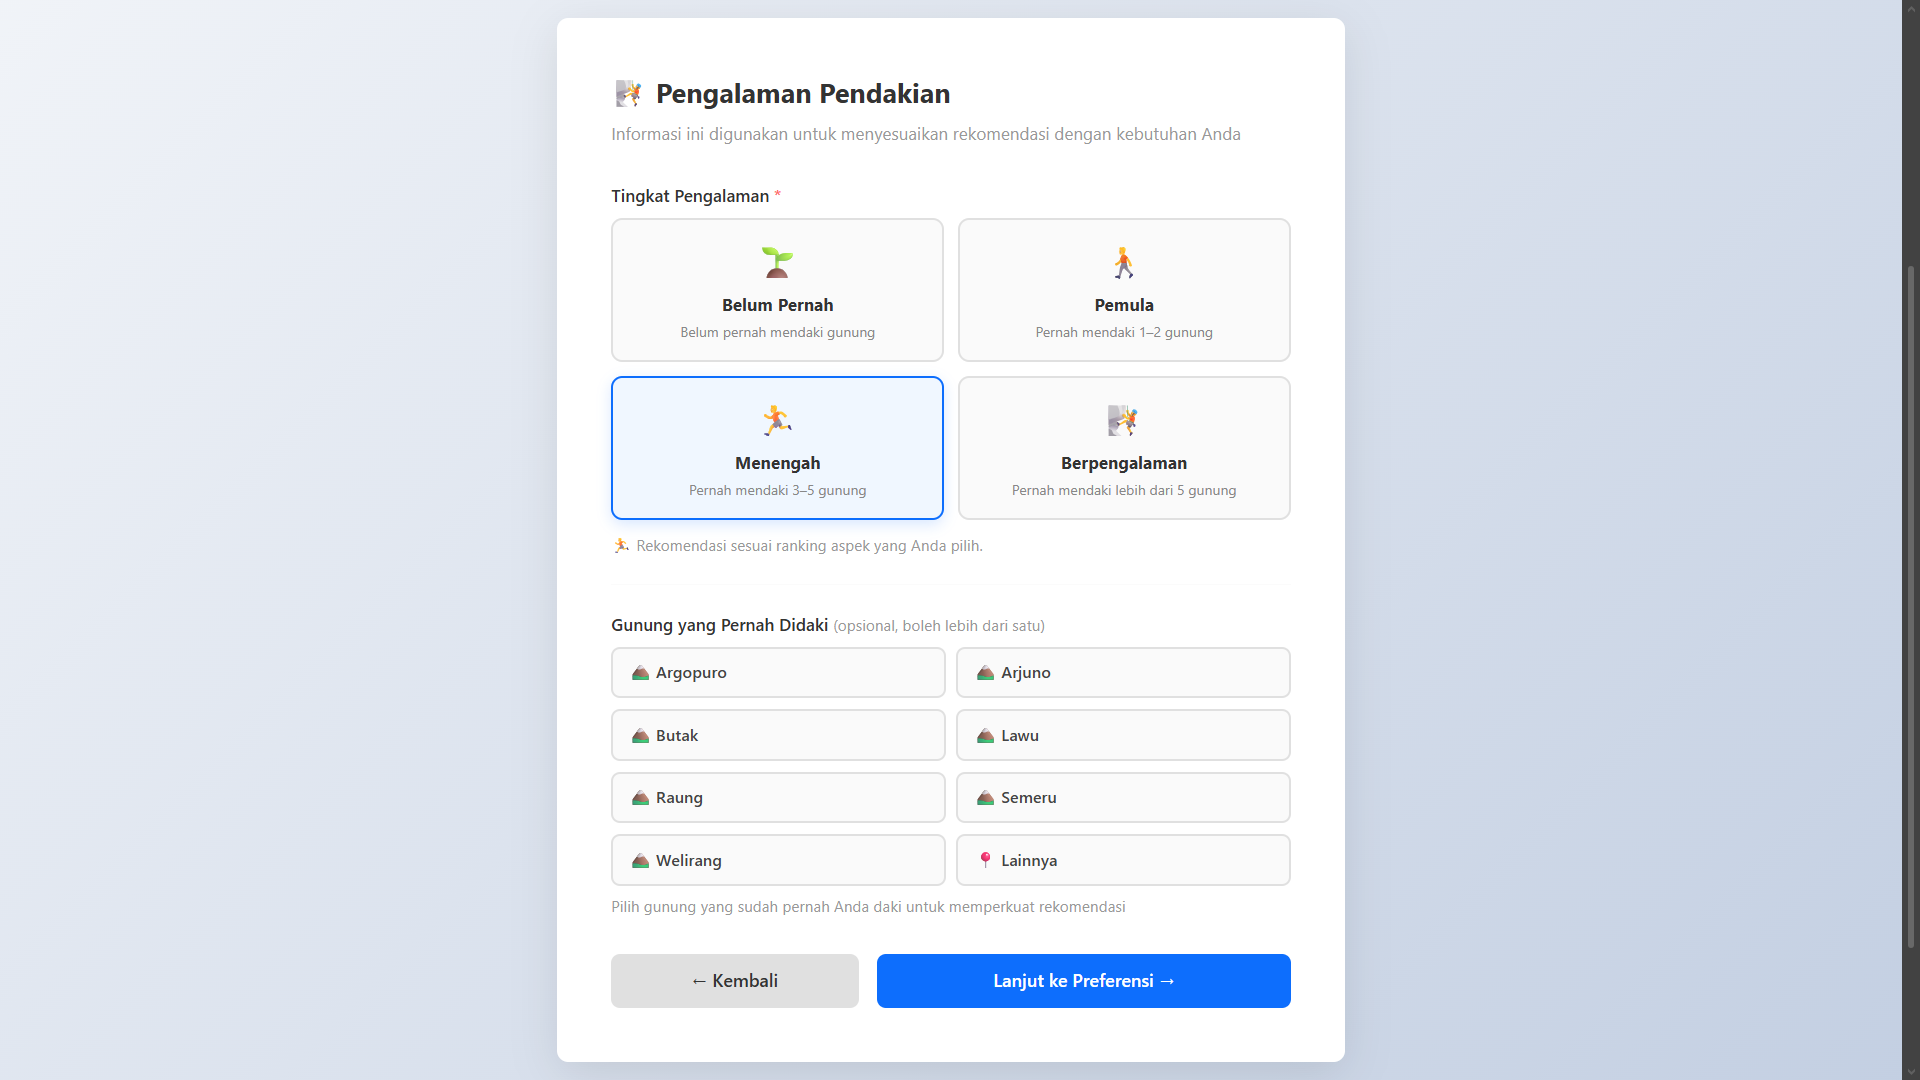 Pengalaman Pendakian
Informasi ini digunakan untuk menyesuaikan rekomendasi dengan kebutuhan Anda
Tingkat Pengalaman *
Belum Pernah
Belum pernah mendaki gunung
Pemula
Pernah mendaki 1–2 gunung
Menengah
Pernah mendaki 3–5 gunung
Berpengalaman
Pernah mendaki lebih dari 5 gunung
Rekomendasi sesuai ranking aspek yang Anda pilih.
Gunung yang Pernah Didaki (opsional, boleh lebih dari satu)
Argopuro
Arjuno
Butak
Lawu
Raung
Semeru
Welirang
Lainnya
Pilih gunung yang sudah pernah Anda daki untuk memperkuat rekomendasi
← Kembali
Lanjut ke Preferensi →